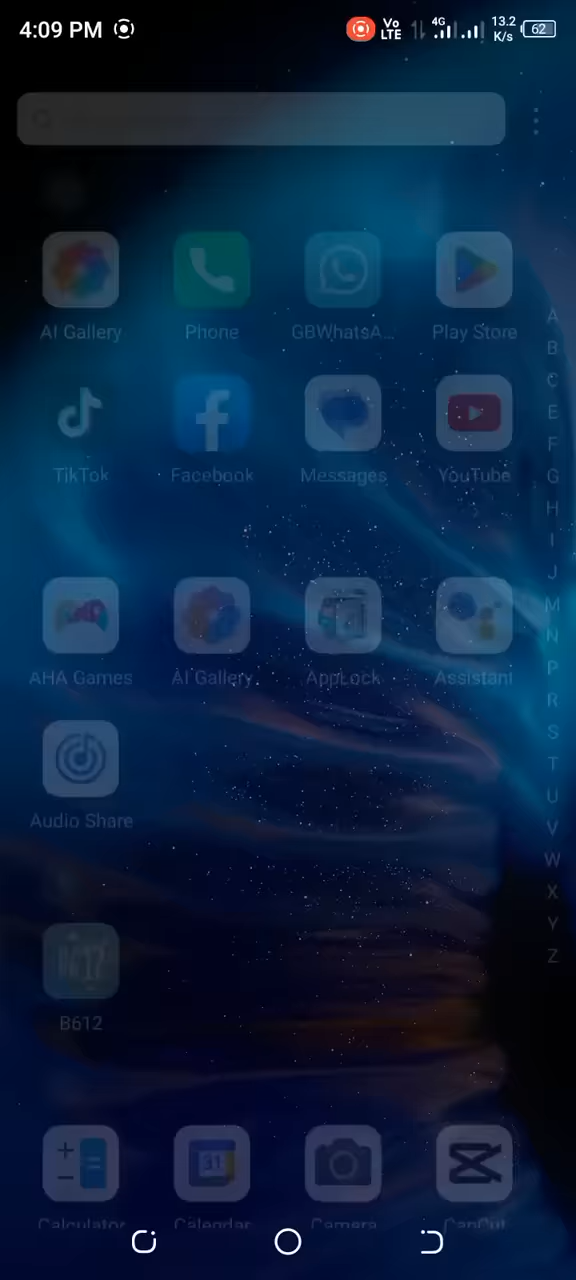 4:09 PM Vo LTE 4G 13.2 K/s 62
AI Gallery Phone GBWhatsA... Play Store
TikTok Facebook Messages YouTube
AHA Games AI Gallery AppLock Assistant
Audio Share
B612
31
Calculator Calendar Camera CapCut
A
B
C
E
F
G
H
I
J
M
N
P
R
S
T
U
V
W
X
Y
Z